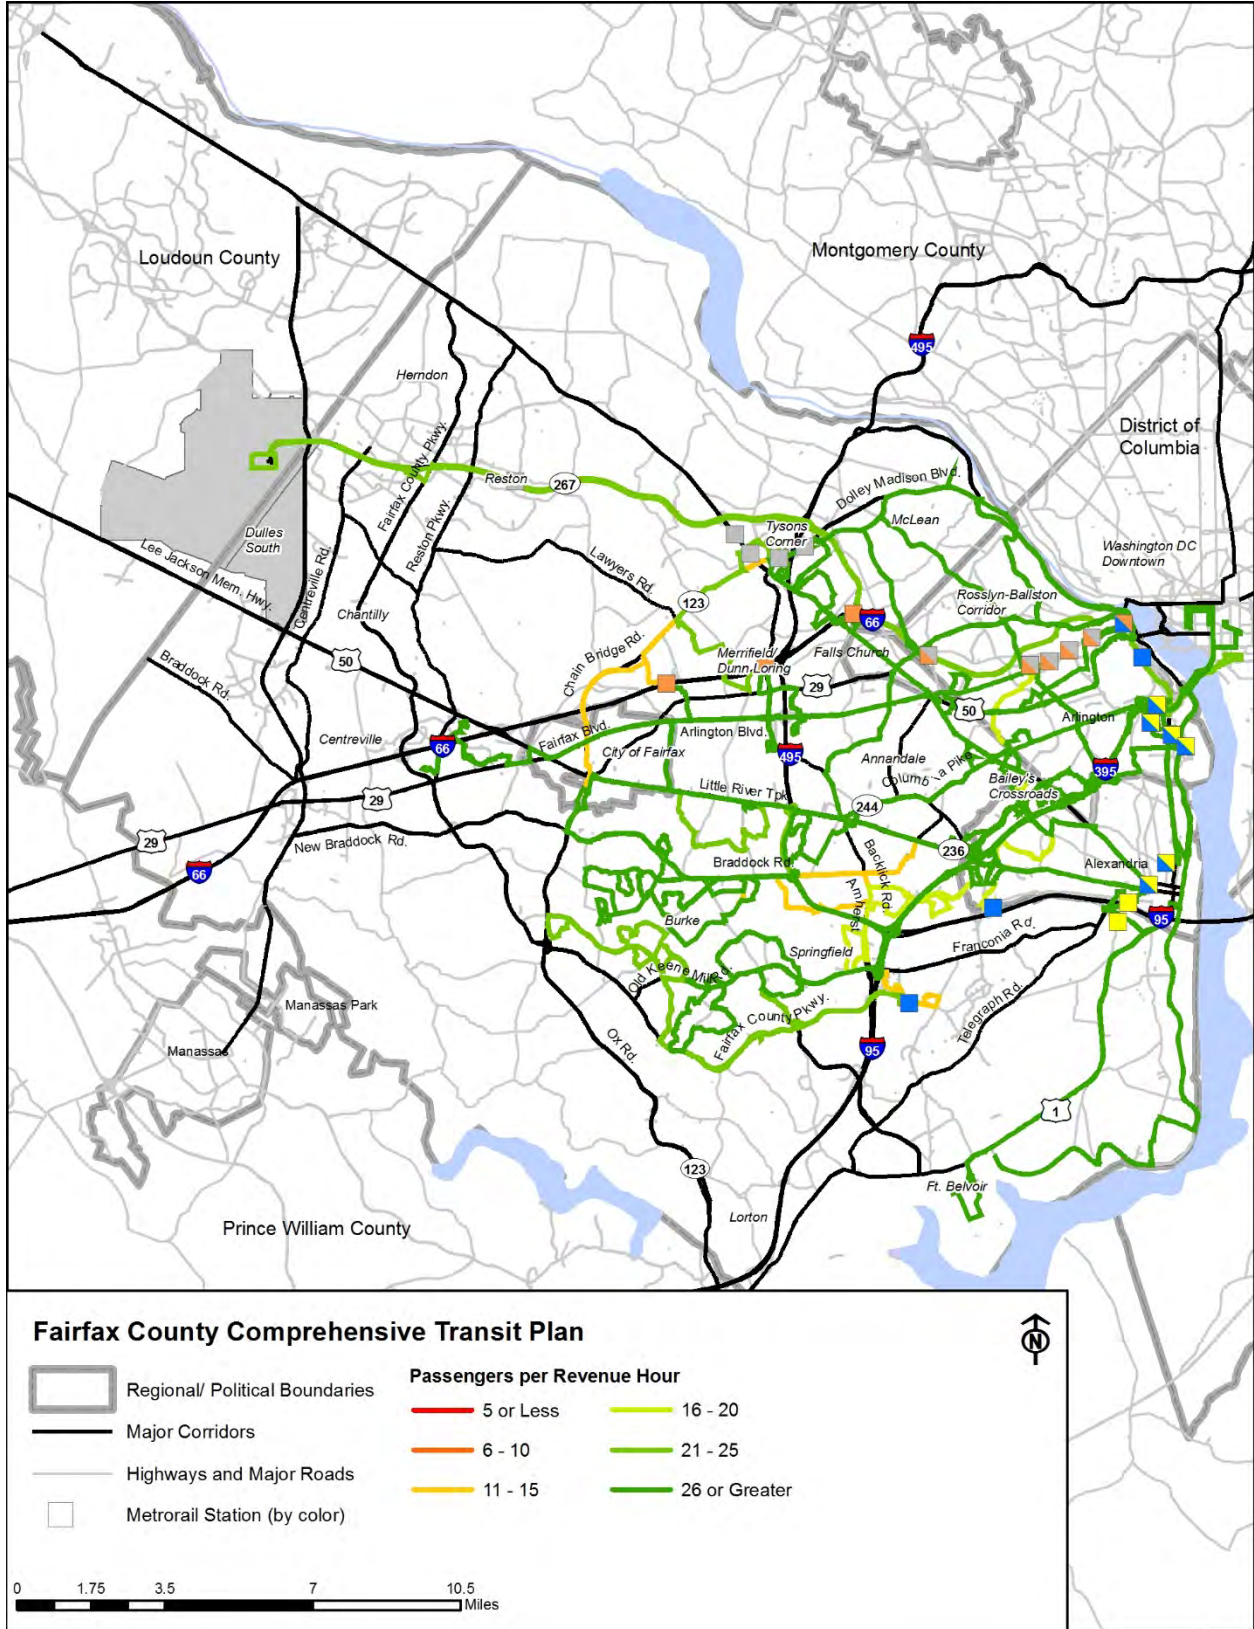 Loudoun County
Montgomery County
495
Herndon
District of
Columbia
Fairfax County Pkwy.
Reston
267
Dolley Madison Blvd.
McLean
Tysons
Corner
Dulles
South
Reston Pkwy.
Washington DC
Downtown
Lee Jackson Mem. Hwy.
Centreville Rd.
Lawyers Rd.
Rosslyn-Ballston
Corridor
123
Chantilly
66
Chain Bridge Rd.
Merrifield/
Dunn Loring
Falls Church
50
Braddock Rd.
29
50
Arlington
Centreville
66
Fairfax Blvd.
Arlington Blvd.
City of Fairfax
495
Annandale
Columbia Pike
395
Bailey's
Crossroads
Little River Tpk.
29
244
29
New Braddock Rd.
236
Braddock Rd.
Backlick Rd.
Alexandria
66
Amherst
Burke
95
Franconia Rd.
Springfield
Old Keene Mill Rd.
Manassas Park
Fairfax County Pkwy.
Telegraph Rd.
Ox Rd.
Manassas
95
1
123
Ft. Belvoir
Lorton
Prince William County
Fairfax County Comprehensive Transit Plan
N
Regional/ Political Boundaries
Major Corridors
Highways and Major Roads
Metrorail Station (by color)
Passengers per Revenue Hour
5 or Less
6 - 10
11 - 15
16 - 20
21 - 25
26 or Greater
0 1.75 3.5 7 10.5
Miles